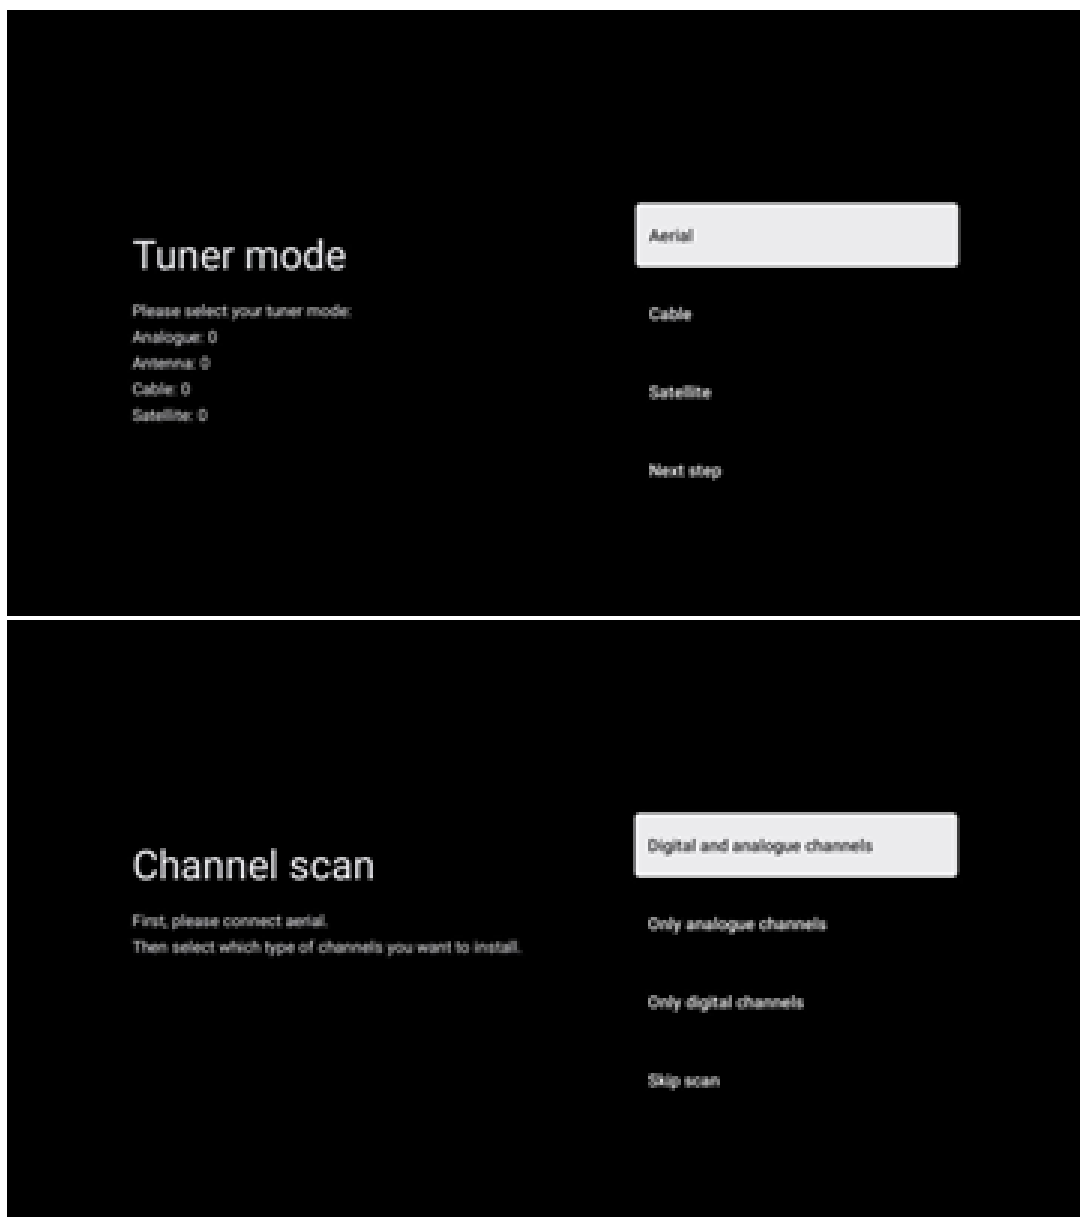 Tuner mode
Please select your tuner mode:
Analogue: 0
Antenna: 0
Cable: 0
Satellite: 0
Aerial
Cable
Satellite
Next step
Channel scan
First, please connect aerial.
Then select which type of channels you want to install.
Digital and analogue channels
Only analogue channels
Only digital channels
Skip scan